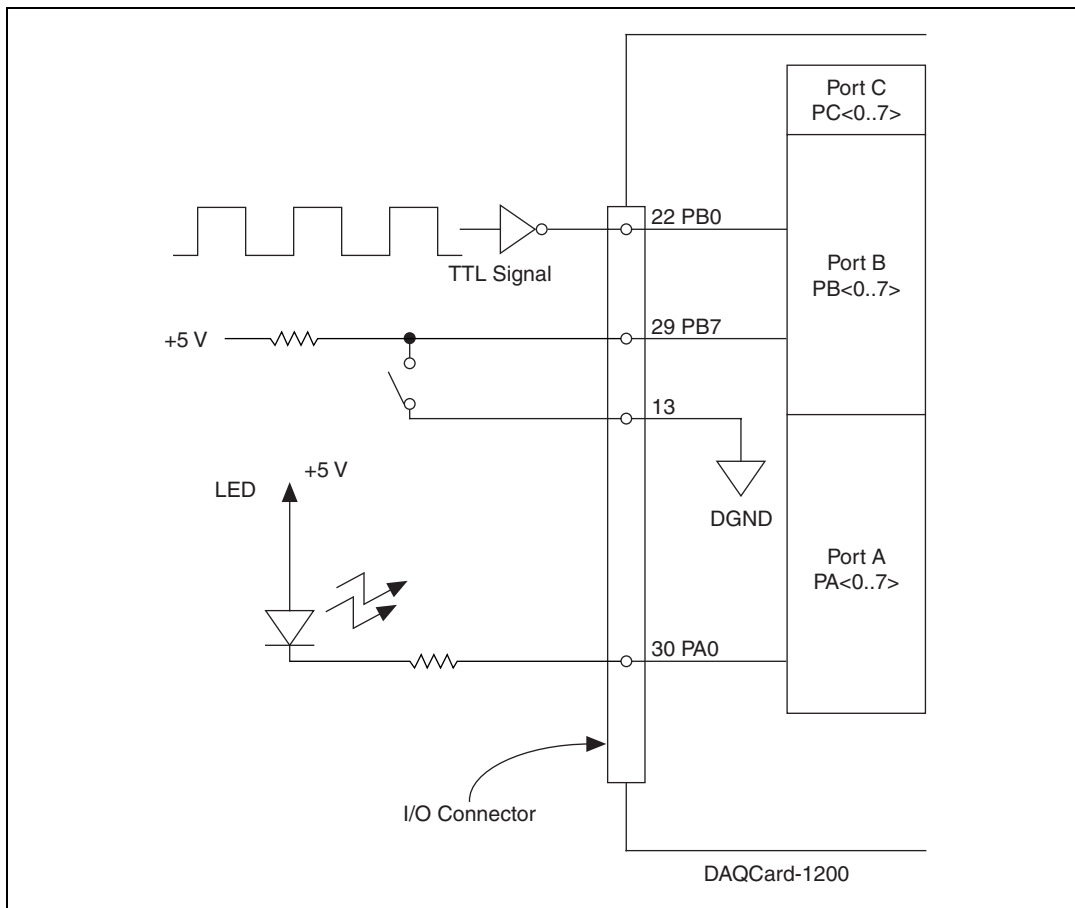 Port C
PC<0..7>
22 PB0
TTL Signal
Port B
PB<0..7>
+5 V
29 PB7
13
+5 V
LED
DGND
Port A
PA<0..7>
30 PA0
I/O Connector
DAQCard-1200